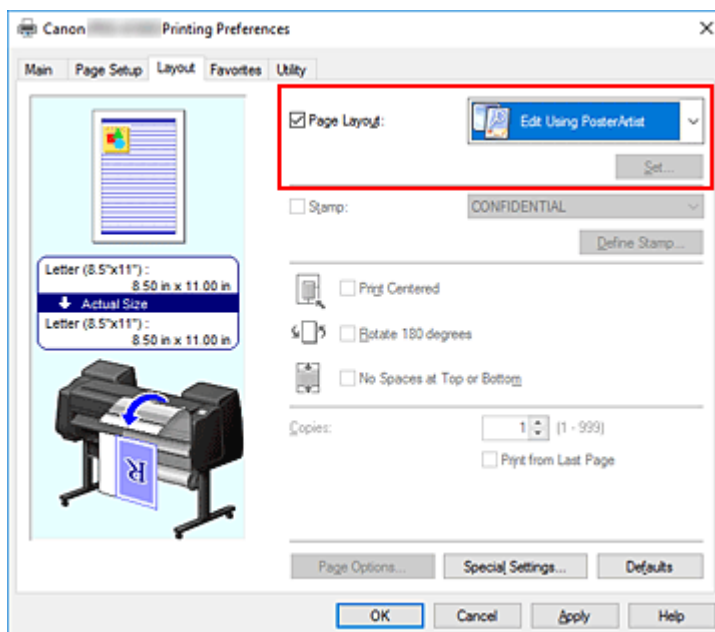 Canon Printing Preferences
Main Page Setup Layout Favorites Utility
Page Layout: Edit Using PosterArtist
Set...
Stamp: CONFIDENTIAL
Define Stamp...
Letter (8.5"x11") :
8.50 in x 11.00 in
Actual Size
Letter (8.5"x11") :
8.50 in x 11.00 in
Print Centered
Rotate 180 degrees
No Spaces at Top or Bottom
Copies: 1 (1 - 999)
Print from Last Page
R
Page Options... Special Settings... Defaults
OK Cancel Apply Help